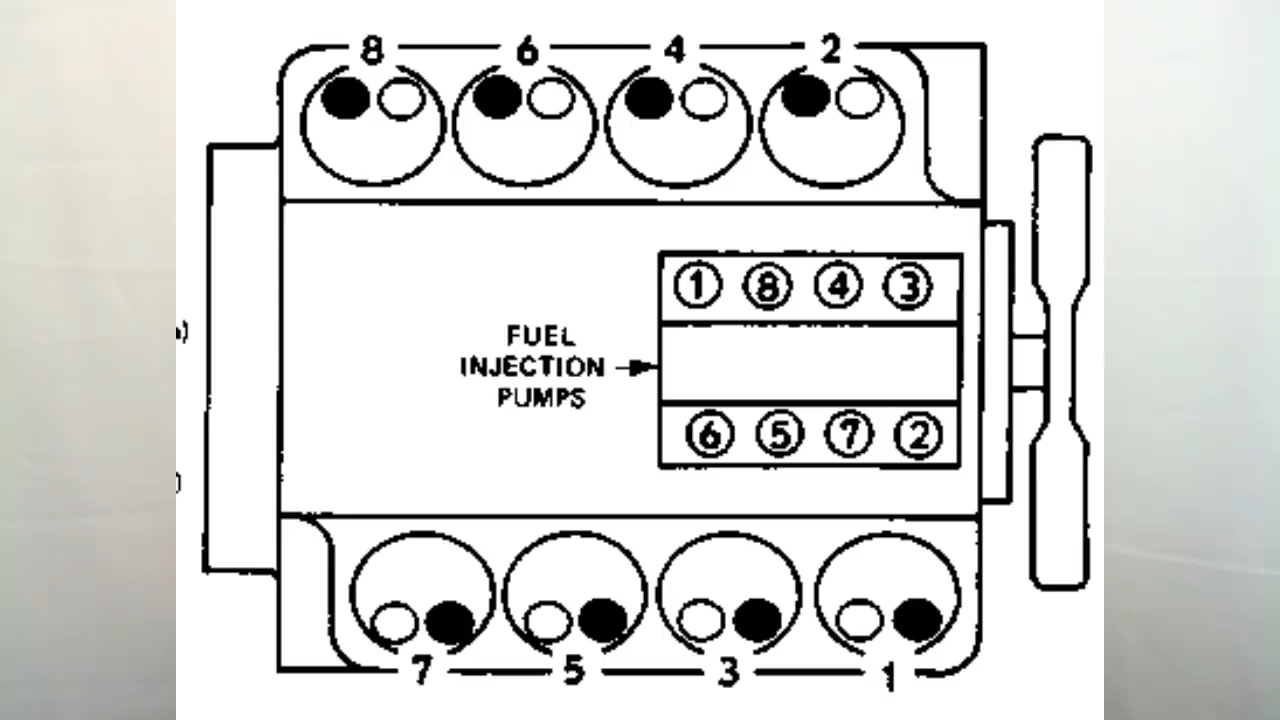 8 6 4 2
1 8 4 3
FUEL
INJECTION
PUMPS
6 5 7 2
7 5 3 1